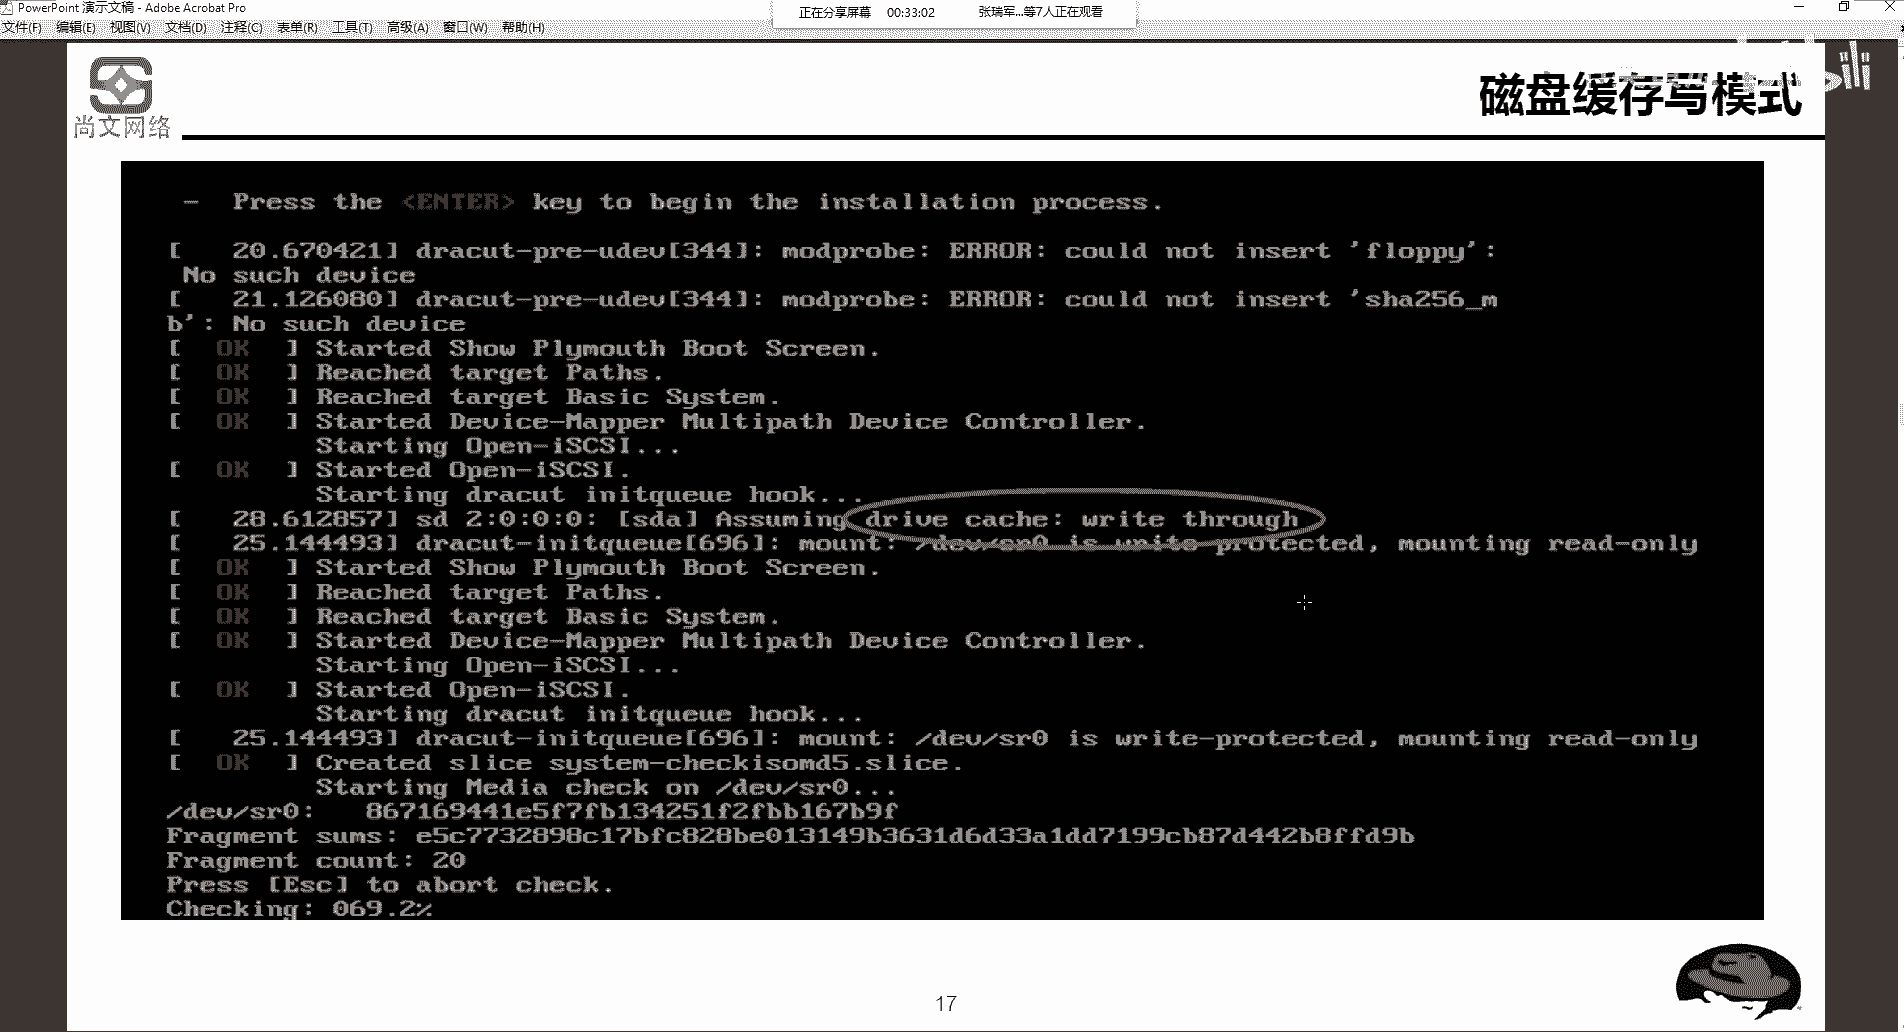 PowerPoint 演示文稿 - Adobe Acrobat Pro
正在分享屏幕 00:33:02 张瑞军...等7人正在观看
文件(F) 编辑(E) 视图(V) 文档(D) 注释(C) 表单(R) 工具(T) 高级(A) 窗口(W) 帮助(H)
尚文网络
磁盘缓存写模式
- Press the <ENTER> key to begin the installation process.
[ 20.670421] dracut-pre-udev[344]: modprobe: ERROR: could not insert 'floppy':
No such device
[ 21.126080] dracut-pre-udev[344]: modprobe: ERROR: could not insert 'sha256_m
b': No such device
[ OK ] Started Show Plymouth Boot Screen.
[ OK ] Reached target Paths.
[ OK ] Reached target Basic System.
[ OK ] Started Device-Mapper Multipath Device Controller.
Starting Open-iSCSI...
[ OK ] Started Open-iSCSI.
Starting dracut initqueue hook...
[ 28.612857] sd 2:0:0:0: [sda] Assuming drive cache: write through
[ 25.144493] dracut-initqueue[696]: mount: /dev/sr0 is write-protected, mounting read-only
[ OK ] Started Show Plymouth Boot Screen.
[ OK ] Reached target Paths.
[ OK ] Reached target Basic System.
[ OK ] Started Device-Mapper Multipath Device Controller.
Starting Open-iSCSI...
[ OK ] Started Open-iSCSI.
Starting dracut initqueue hook...
[ 25.144493] dracut-initqueue[696]: mount: /dev/sr0 is write-protected, mounting read-only
[ OK ] Created slice system-checkisomd5.slice.
Starting Media check on /dev/sr0...
/dev/sr0: 867169441e5f7fb134251f2fbb167b9f
Fragment sums: e5c7732898c17bfc828be013149b3631d6d33a1dd7199cb87d442b8ffd9b
Fragment count: 20
Press [Esc] to abort check.
Checking: 069.2%
17